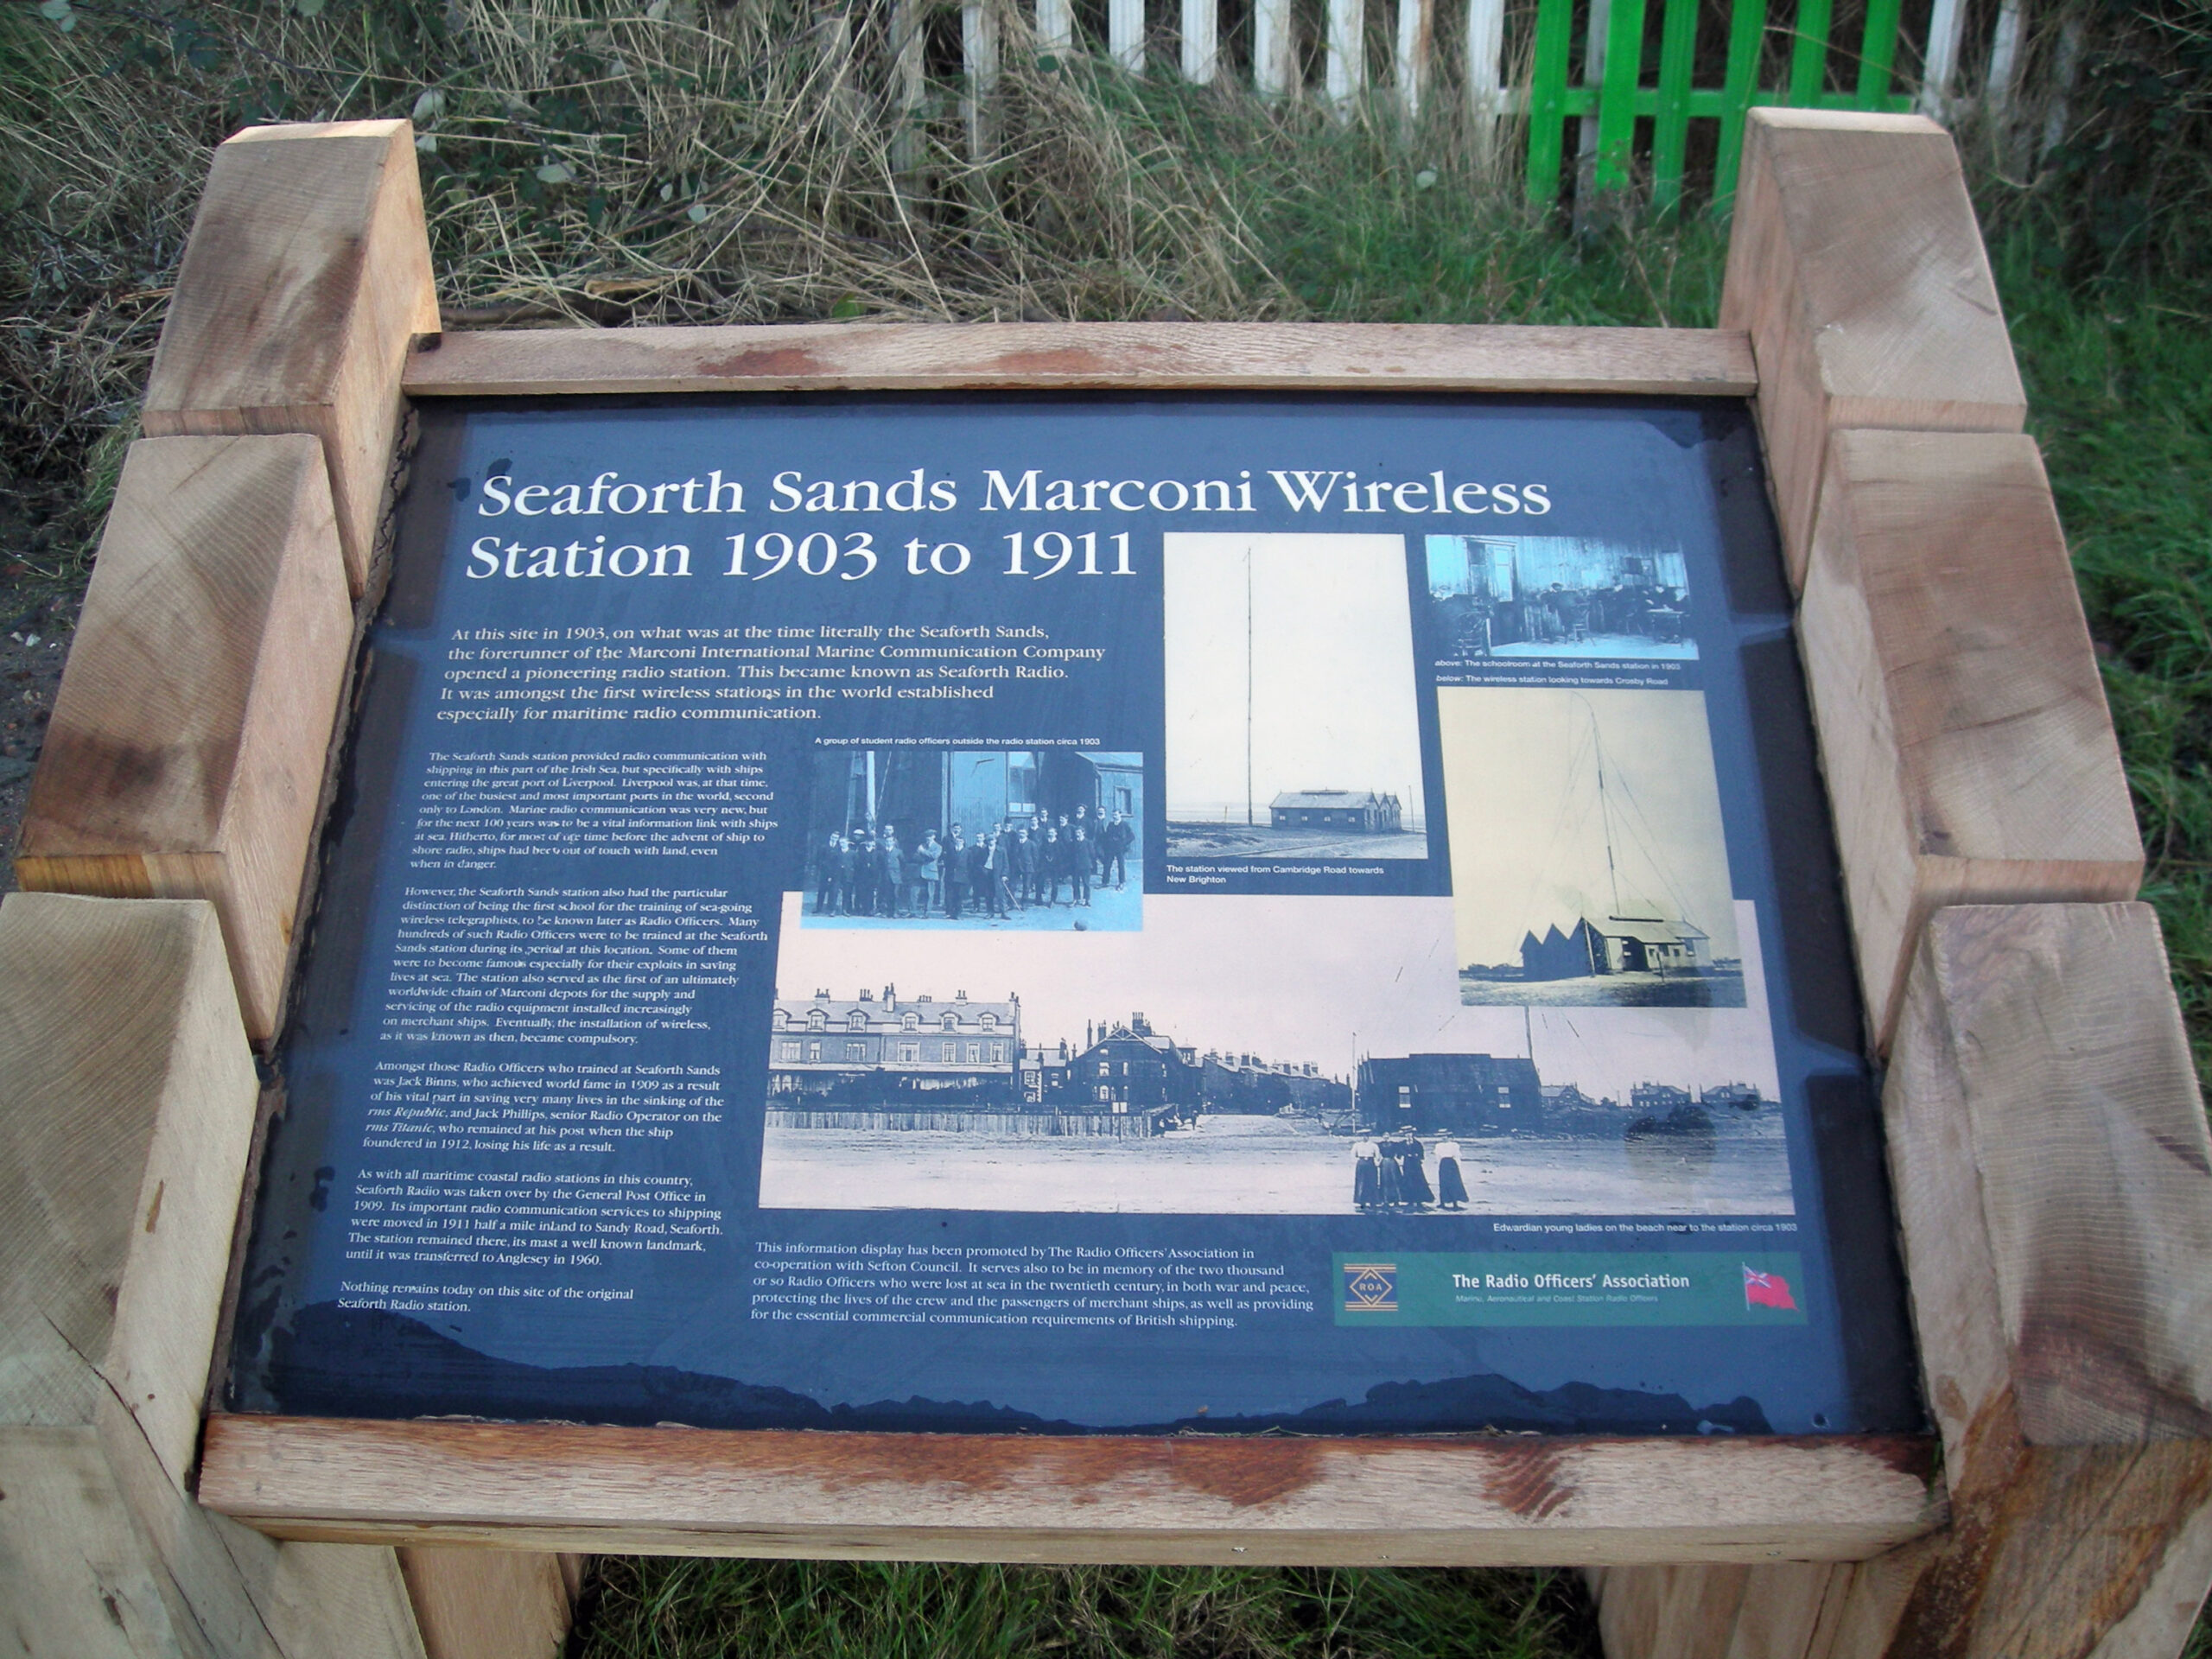 Seaforth Sands Marconi Wireless
Station 1903 to 1911
At this site in 1903, on what was at the time literally the Seaforth Sands,
the forerunner of the Marconi International Marine Communication Company
opened a pioneering radio station. This became known as Seaforth Radio.
It was amongst the first wireless stations in the world established
especially for maritime radio communication.
The Seaforth Sands station provided radio communication with
shipping in this part of the Irish Sea, but specifically with ships
entering the great port of Liverpool. Liverpool was, at that time,
one of the busiest and most important ports in the world, second
only to London. Marine radio communication was very new, but
for the next 100 years was to be a vital information link with ships
at sea. Hitherto, for most of time before the advent of ship to
shore radio, ships had been out of touch with land, even
when in danger.
However, the Seaforth Sands station also had the particular
distinction of being the first school for the training of sea-going
wireless telegraphists, to be known later as Radio Officers. Many
hundreds of such Radio Officers were to be trained at the Seaforth
Sands station during its period at this location. Some of them
were to become famous especially for their exploits in saving
lives at sea. The station also served as the first of an ultimately
worldwide chain of Marconi depots for the supply and
servicing of the radio equipment installed increasingly
on merchant ships. Eventually, the installation of wireless,
as it was known as then, became compulsory.
Amongst those Radio Officers who trained at Seaforth Sands
was Jack Binns, who achieved world fame in 1909 as a result
of his vital part in saving very many lives in the sinking of the
rms Republic, and Jack Phillips, senior Radio Operator on the
rms Titanic, who remained at his post when the ship
foundered in 1912, losing his life as a result.
As with all maritime coastal radio stations in this country,
Seaforth Radio was taken over by the General Post Office in
1909. Its important radio communication services to shipping
were moved in 1911 half a mile inland to Sandy Road, Seaforth.
The station remained there, its mast a well known landmark,
until it was transferred to Anglesey in 1960.
Nothing remains today on this site of the original
Seaforth Radio station.
A group of student radio officers outside the radio station circa 1903
The station viewed from Cambridge Road towards
New Brighton
above: The schoolroom at the Seaforth Sands station in 1903
below: The wireless station looking towards Crosby Road
Edwardian young ladies on the beach near to the station circa 1903
This information display has been promoted by The Radio Officers' Association in
co-operation with Sefton Council. It serves also to be in memory of the two thousand
or so Radio Officers who were lost at sea in the twentieth century, in both war and peace,
protecting the lives of the crew and the passengers of merchant ships, as well as providing
for the essential commercial communication requirements of British shipping.
ROA
The Radio Officers' Association
Marine, Aeronautical and Coast Station Radio Officers